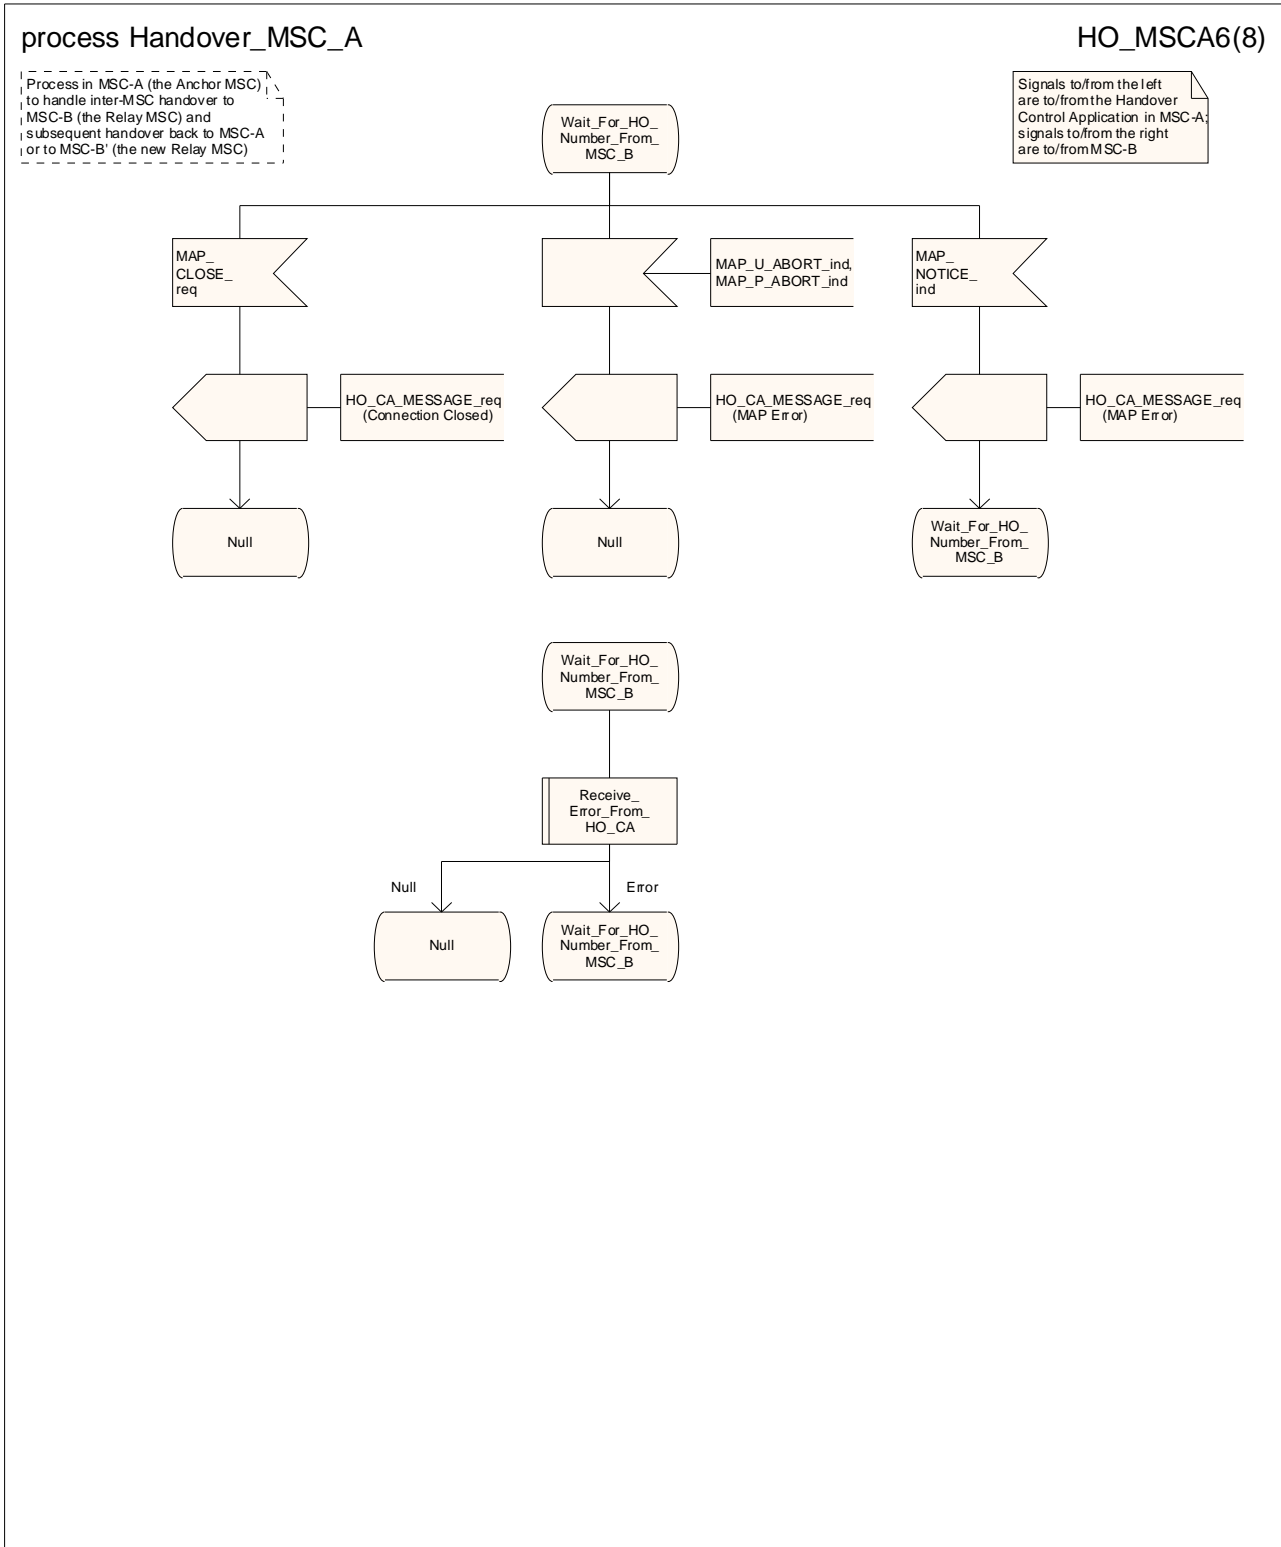 process Handover_MSC_A
HO_MSCA6(8)
Process in MSC-A (the Anchor MSC)
to handle inter-MSC handover to
MSC-B (the Relay MSC) and
subsequent handover back to MSC-A
or to MSC-B' (the new Relay MSC)
Signals to/from the left
are to/from the Handover
Control Application in MSC-A;
signals to/from the right
are to/from MSC-B
Wait_For_HO_
Number_From_
MSC_B
MAP_
CLOSE_
req
MAP_U_ABORT_ind,
MAP_P_ABORT_ind
MAP_
NOTICE_
ind
HO_CA_MESSAGE_req
(Connection Closed)
HO_CA_MESSAGE_req
(MAP Error)
HO_CA_MESSAGE_req
(MAP Error)
Null
Null
Wait_For_HO_
Number_From_
MSC_B
Wait_For_HO_
Number_From_
MSC_B
Receive_
Error_From_
HO_CA
Null
Error
Null
Wait_For_HO_
Number_From_
MSC_B